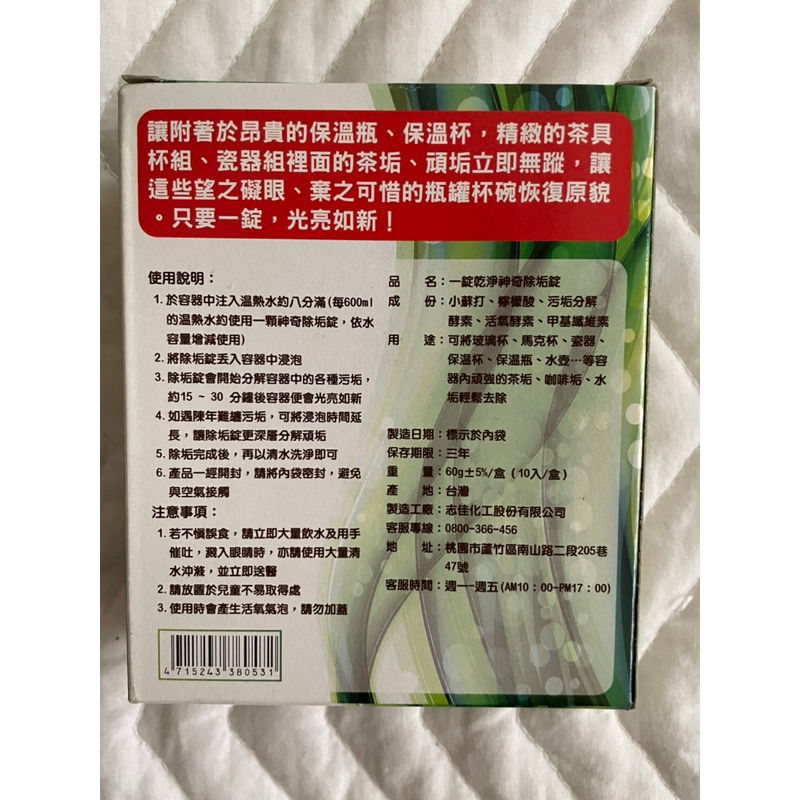 讓附著於昂貴的保溫瓶、保溫杯，精緻的茶具
杯組、瓷器組裡面的茶垢、頑垢立即無蹤，讓
這些望之礙眼、棄之可惜的瓶罐杯碗恢復原貌
。只要一錠，光亮如新！
使用說明：
1. 於容器中注入溫熱水約八分滿(每600ml
的溫熱水約使用一顆神奇除垢錠，依水
容量增減使用)
2. 將除垢錠丟入容器中浸泡
3. 除垢錠會開始分解容器中的各種污垢，
約15 ~ 30 分鐘後容器便會光亮如新
4. 如遇陳年難纏污垢，可將浸泡時間延
長，讓除垢錠更深層分解頑垢
5. 除垢完成後，再以清水洗淨即可
6. 產品一經開封，請將內袋密封，避免
與空氣接觸
注意事項：
1. 若不慎誤食，請立即大量飲水及用手
催吐，濺入眼睛時，亦請使用大量清
水沖滌，並立即送醫
2. 請放置於兒童不易取得處
3. 使用時會產生活氧氣泡，請勿加蓋
4 715243 380531
品 名：一錠乾淨神奇除垢錠
成 份：小蘇打、檸檬酸、污垢分解
酵素、活氧酵素、甲基纖維素
用 途：可將玻璃杯、馬克杯、瓷器、
保溫杯、保溫瓶、水壺…等容
器內頑強的茶垢、咖啡垢、水
垢輕鬆去除
製造日期：標示於內袋
保存期限：三年
重 量：60g±5%/盒 (10入/盒)
產 地：台灣
製造工廠：志佳化工股份有限公司
客服專線：0800-366-456
地 址：桃園市蘆竹區南山路二段205巷
47號
客服時間：週一~週五(AM10：00~PM17：00)